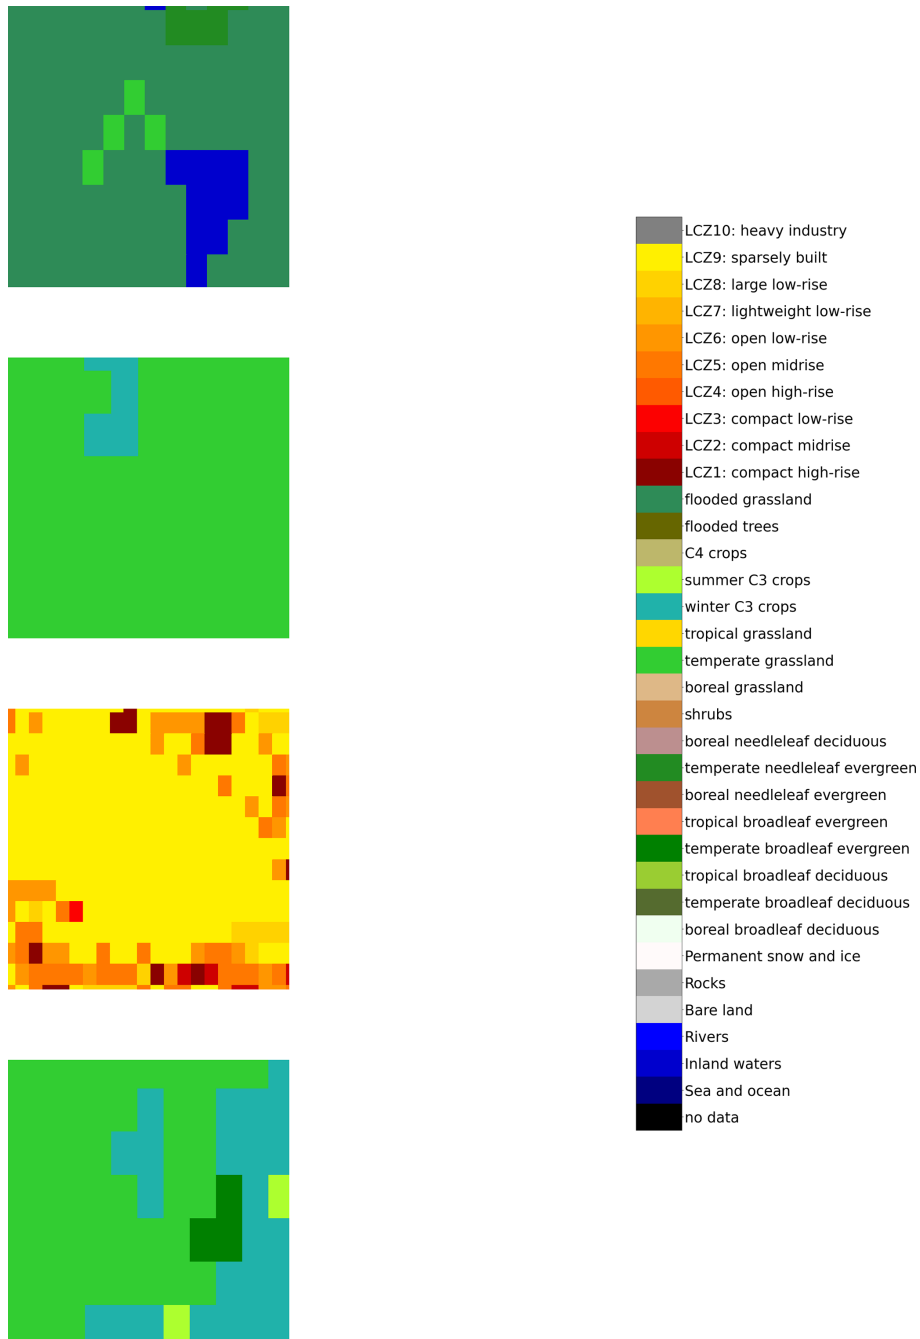 LCZ10: heavy industry
LCZ9: sparsely built
LCZ8: large low-rise
LCZ7: lightweight low-rise
LCZ6: open low-rise
LCZ5: open midrise
LCZ4: open high-rise
LCZ3: compact low-rise
LCZ2: compact midrise
LCZ1: compact high-rise
flooded grassland
flooded trees
C4 crops
summer C3 crops
winter C3 crops
tropical grassland
temperate grassland
boreal grassland
shrubs
boreal needleleaf deciduous
temperate needleleaf evergreen
boreal needleleaf evergreen
tropical broadleaf evergreen
temperate broadleaf evergreen
tropical broadleaf deciduous
temperate broadleaf deciduous
boreal broadleaf deciduous
Permanent snow and ice
Rocks
Bare land
Rivers
Inland waters
Sea and ocean
no data